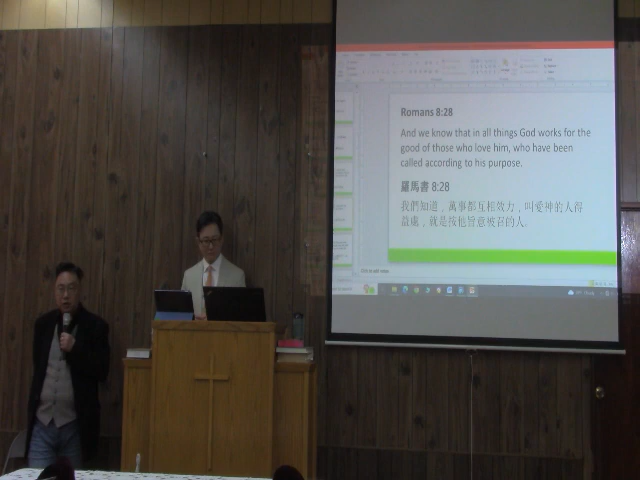 Romans 8:28
And we know that in all things God works for the
good of those who love him, who have been
called according to his purpose.
羅馬書 8:28
我們知道，萬事都互相效力，叫愛神的人得
益處，就是按他旨意被召的人.